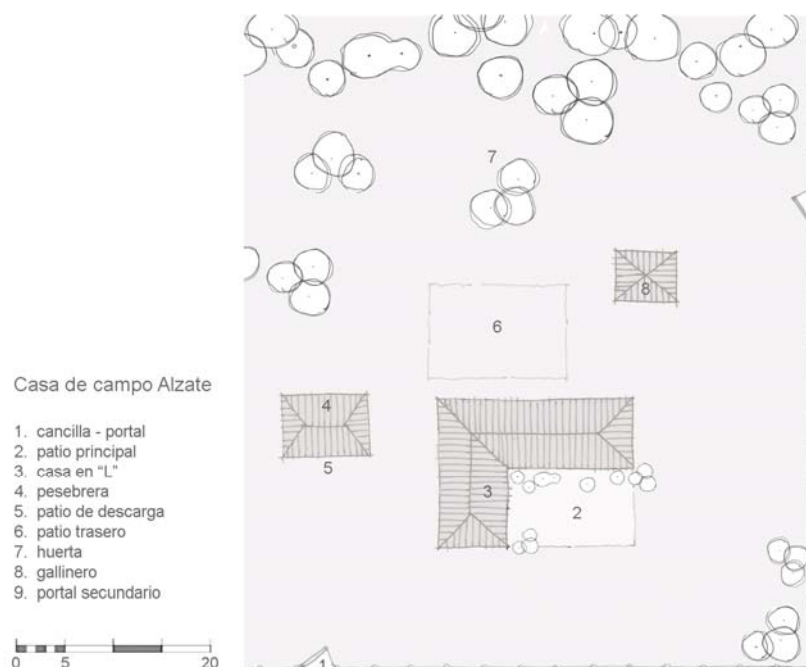 Casa de campo Alzate
1. cancilla - portal
2. patio principal
3. casa en "L"
4. pesebrera
5. patio de descarga
6. patio trasero
7. huerta
8. gallinero
9. portal secundario
0 5 20
7
8
6
4
5
3
2
1